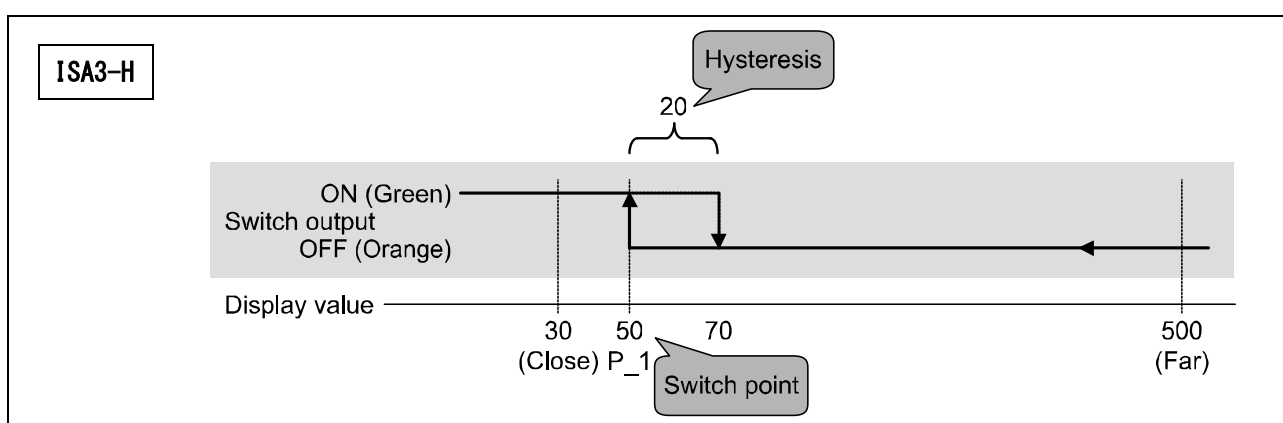 ISA3-H
Hysteresis
20
ON (Green)
Switch output
OFF (Orange)
Display value
30 50 70 500
(Close) P_1 (Far)
Switch point